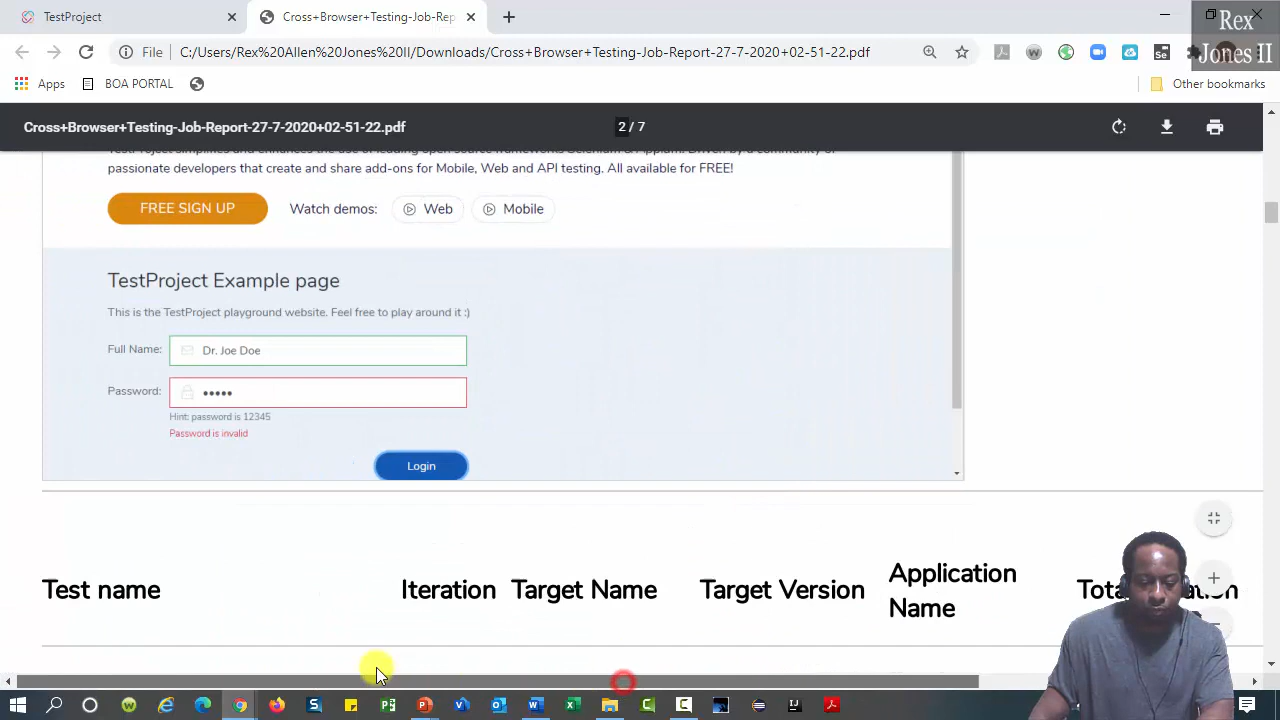 TestProject
Cross+Browser+Testing-Job-Rep
Rex
Jones II
File
C:/Users/Rex%20Allen%20Jones%20II/Downloads/Cross+Browser+Testing-Job-Report-27-7-2020+02-51-22.pdf
Apps
BOA PORTAL
Other bookmarks
Cross+Browser+Testing-Job-Report-27-7-2020+02-51-22.pdf
2 / 7
passionate developers that create and share add-ons for Mobile, Web and API testing. All available for FREE!
FREE SIGN UP
Watch demos:
Web
Mobile
TestProject Example page
This is the TestProject playground website. Feel free to play around it :)
Full Name:
Dr. Joe Doe
Password:
•••••
Hint: password is 12345
Password is invalid
Login
Test name
Iteration
Target Name
Target Version
Application
Name